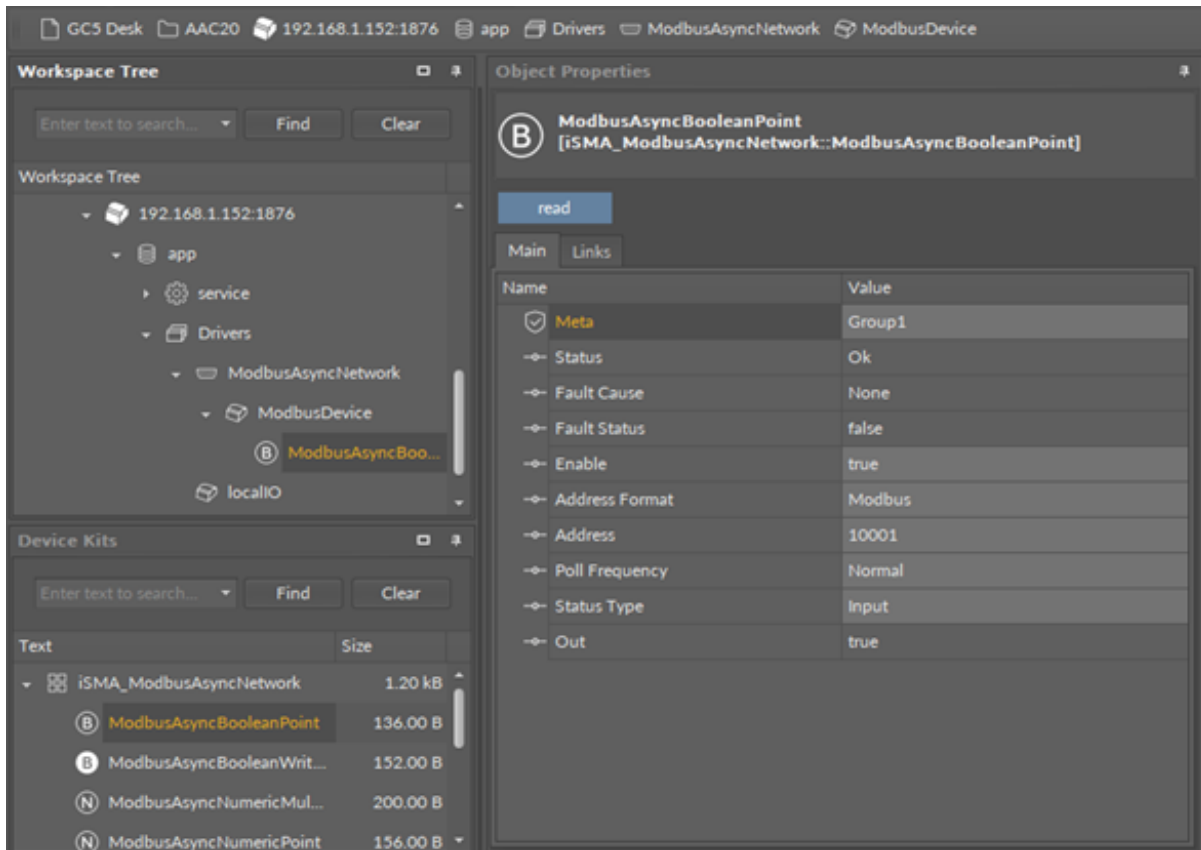 GC5 Desk AAC20 192.168.1.152:1876 app Drivers ModbusAsyncNetwork ModbusDevice
Workspace Tree
Enter text to search... Find Clear
Workspace Tree
192.168.1.152:1876
app
service
Drivers
ModbusAsyncNetwork
ModbusDevice
B ModbusAsyncBoo...
localIO
Device Kits
Enter text to search... Find Clear
Text Size
iSMA_ModbusAsyncNetwork 1.20 kB
B ModbusAsyncBooleanPoint 136.00 B
B ModbusAsyncBooleanWrit... 152.00 B
N ModbusAsyncNumericMul... 200.00 B
N ModbusAsyncNumericPoint 156.00 B
Object Properties
B ModbusAsyncBooleanPoint
[iSMA_ModbusAsyncNetwork::ModbusAsyncBooleanPoint]
read
Main Links
Name Value
Meta Group1
Status Ok
Fault Cause None
Fault Status false
Enable true
Address Format Modbus
Address 10001
Poll Frequency Normal
Status Type Input
Out true